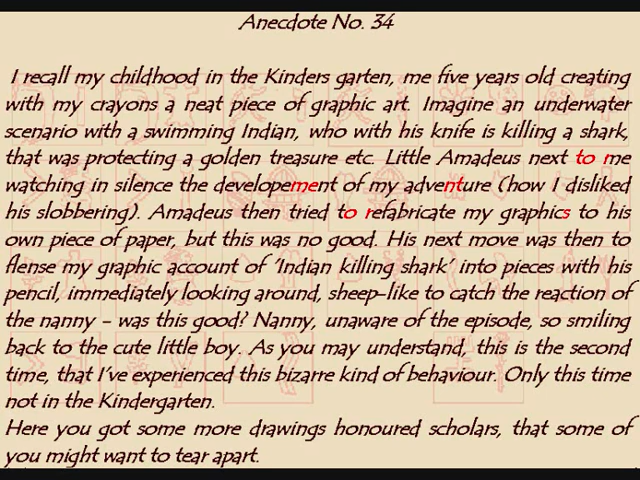 Anecdote No. 34
I recall my childhood in the Kinders garten, me five years old creating
with my crayons a neat piece of graphic art. Imagine an underwater
scenario with a swimming Indian, who with his knife is killing a shark,
that was protecting a golden treasure etc. Little Amadeus next to me
watching in silence the developement of my adventure (how I disliked
his slobbering). Amadeus then tried to refabricate my graphics to his
own piece of paper, but this was no good. His next move was then to
flense my graphic account of 'Indian killing shark' into pieces with his
pencil, immediately looking around, sheep-like to catch the reaction of
the nanny - was this good? Nanny, unaware of the episode, so smiling
back to the cute little boy. As you may understand, this is the second
time, that I've experienced this bizarre kind of behaviour. Only this time
not in the Kindergarten.
Here you got some more drawings honoured scholars, that some of
you might want to tear apart.